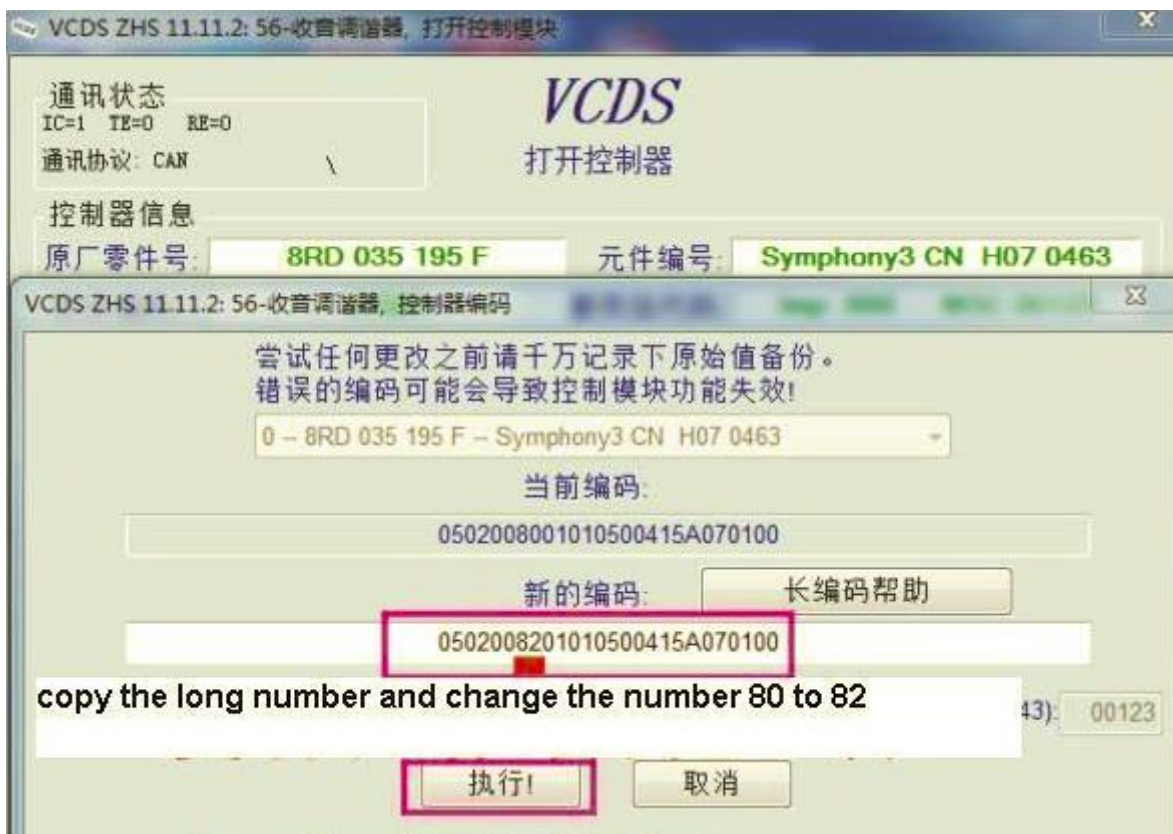 VCDS ZHS 11.11.2: 56-收音调谐器, 打开控制模块
通讯状态
IC=1 TE=0 RE=0
通讯协议: CAN \
VCDS
打开控制器
控制器信息
原厂零件号: 8RD 035 195 F 元件编号: Symphony3 CN H07 0463
VCDS ZHS 11.11.2: 56-收音调谐器, 控制器编码
尝试任何更改之前请千万记录下原始值备份。
错误的编码可能会导致控制模块功能失效!
0 -- 8RD 035 195 F -- Symphony3 CN H07 0463
当前编码:
0502008001010500415A070100
新的编码: 长编码帮助
0502008201010500415A070100
copy the long number and change the number 80 to 82
43): 00123
执行! 取消